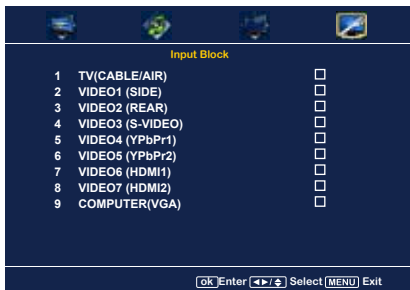 Input Block
1 TV(CABLE/AIR)
2 VIDEO1 (SIDE)
3 VIDEO2 (REAR)
4 VIDEO3 (S-VIDEO)
5 VIDEO4 (YPbPr1)
6 VIDEO5 (YPbPr2)
7 VIDEO6 (HDMI1)
8 VIDEO7 (HDMI2)
9 COMPUTER(VGA)
ok Enter ◄►/♦ Select MENU Exit